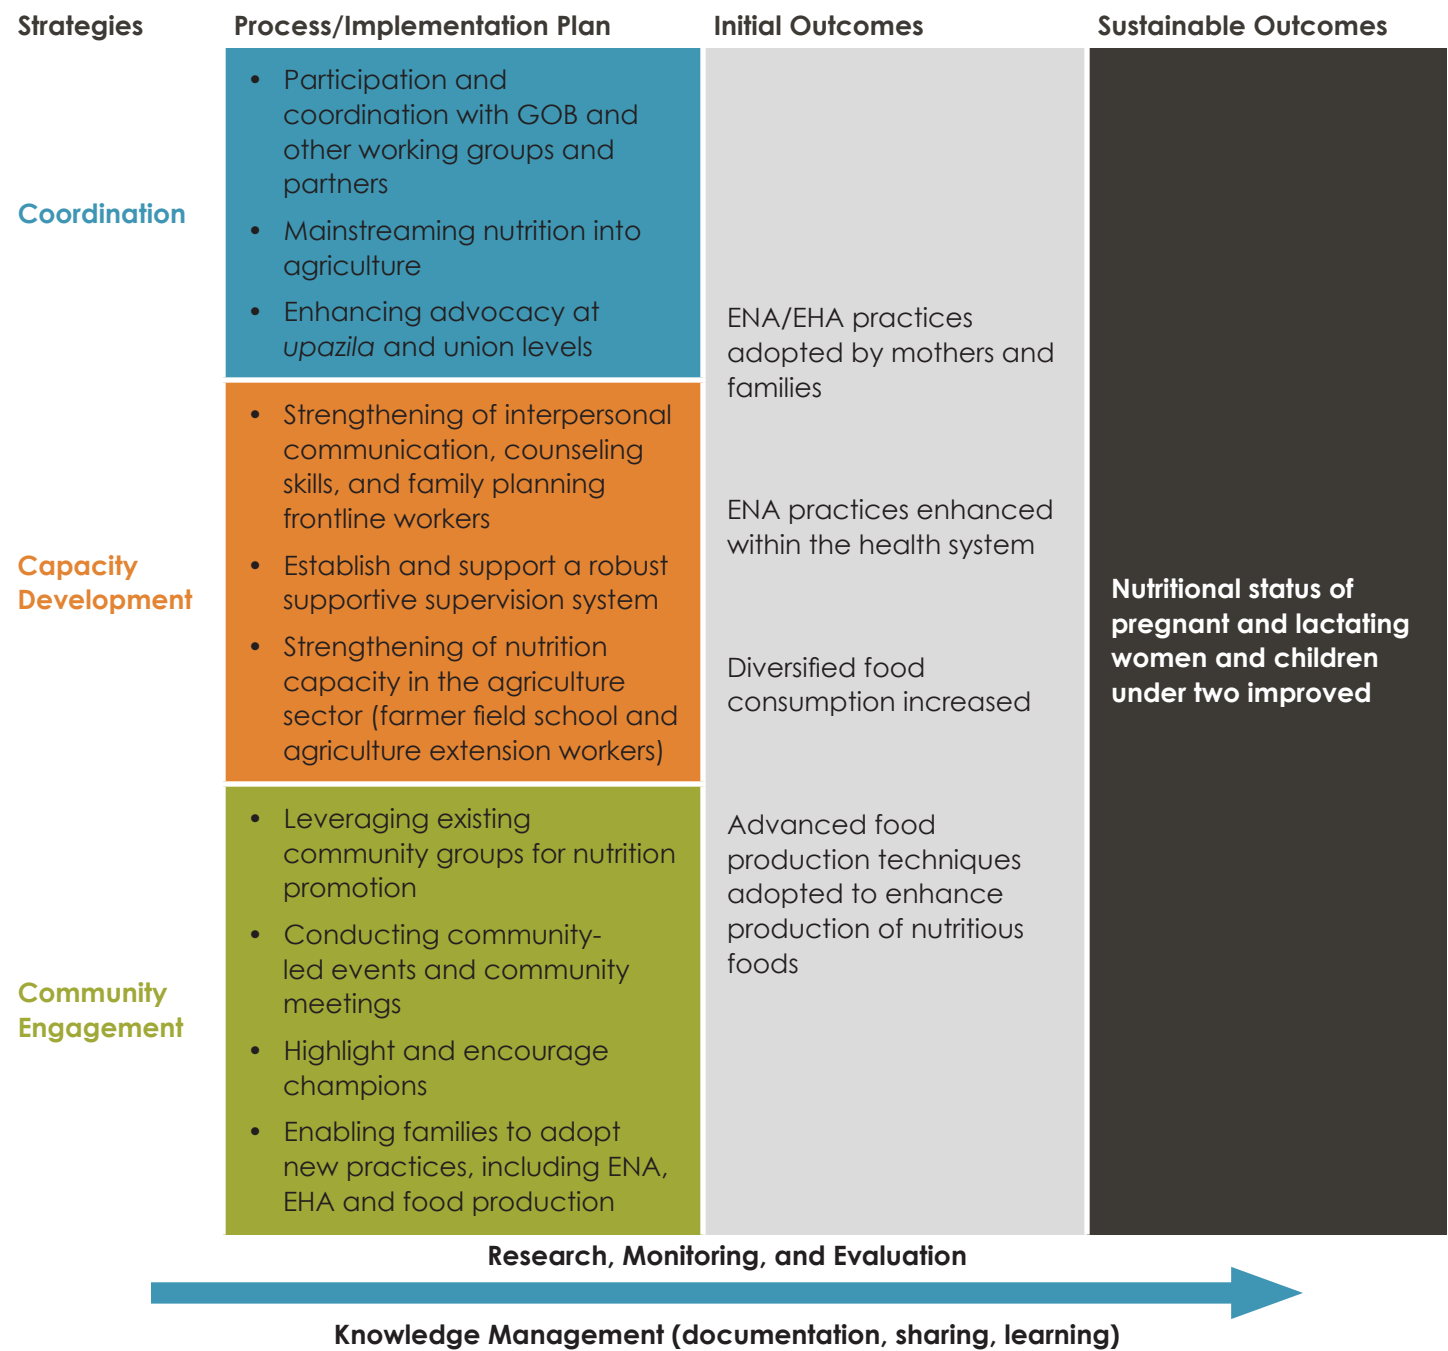 Strategies
Process/Implementation Plan
Initial Outcomes
Sustainable Outcomes
Coordination
• Participation and
coordination with GOB and
other working groups and
partners
• Mainstreaming nutrition into
agriculture
• Enhancing advocacy at
upazila and union levels
Capacity
Development
• Strengthening of interpersonal
communication, counseling
skills, and family planning
frontline workers
• Establish and support a robust
supportive supervision system
• Strengthening of nutrition
capacity in the agriculture
sector (farmer field school and
agriculture extension workers)
Community
Engagement
• Leveraging existing
community groups for nutrition
promotion
• Conducting community-
led events and community
meetings
• Highlight and encourage
champions
• Enabling families to adopt
new practices, including ENA,
EHA and food production
ENA/EHA practices
adopted by mothers and
families
ENA practices enhanced
within the health system
Diversified food
consumption increased
Advanced food
production techniques
adopted to enhance
production of nutritious
foods
Nutritional status of
pregnant and lactating
women and children
under two improved
Research, Monitoring, and Evaluation
Knowledge Management (documentation, sharing, learning)